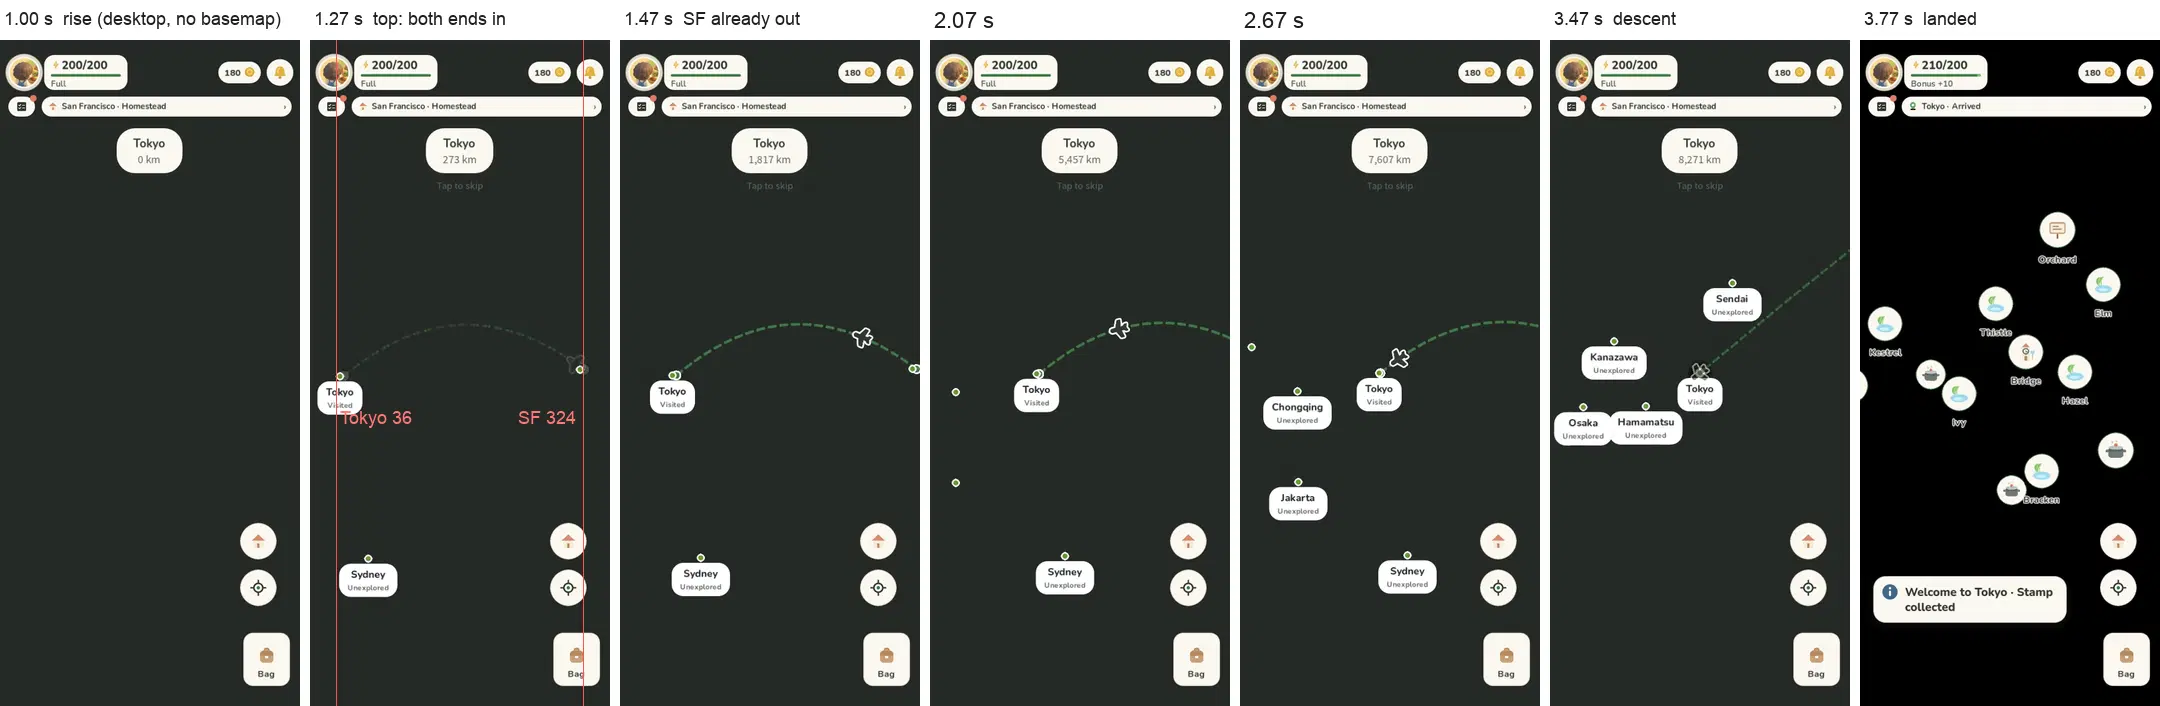 1.00 s  rise (desktop, no basemap)
200/200
Full
180
San Francisco · Homestead
Tokyo
0 km
Bag
1.27 s  top: both ends in
200/200
Full
180
San Francisco · Homestead
Tokyo
273 km
Tap to skip
Tokyo
Visited
Tokyo 36
SF 324
Sydney
Unexplored
Bag
1.47 s  SF already out
200/200
Full
180
San Francisco · Homestead
Tokyo
1,817 km
Tap to skip
Tokyo
Visited
Sydney
Unexplored
Bag
2.07 s
200/200
Full
180
San Francisco · Homestead
Tokyo
5,457 km
Tap to skip
Tokyo
Visited
Sydney
Unexplored
Bag
2.67 s
200/200
Full
180
San Francisco · Homestead
Tokyo
7,607 km
Tap to skip
Tokyo
Visited
Chongqing
Unexplored
Jakarta
Unexplored
Sydney
Unexplored
Bag
3.47 s  descent
200/200
Full
180
San Francisco · Homestead
Tokyo
8,271 km
Tap to skip
Sendai
Unexplored
Kanazawa
Unexplored
Tokyo
Visited
Osaka
Unexplored
Hamamatsu
Unexplored
Bag
3.77 s  landed
210/200
Bonus +10
180
Tokyo · Arrived
Orchard
Elm
Thistle
Kestrel
Bridge
Hazel
Ivy
Bracken
Welcome to Tokyo · Stamp
collected
Bag